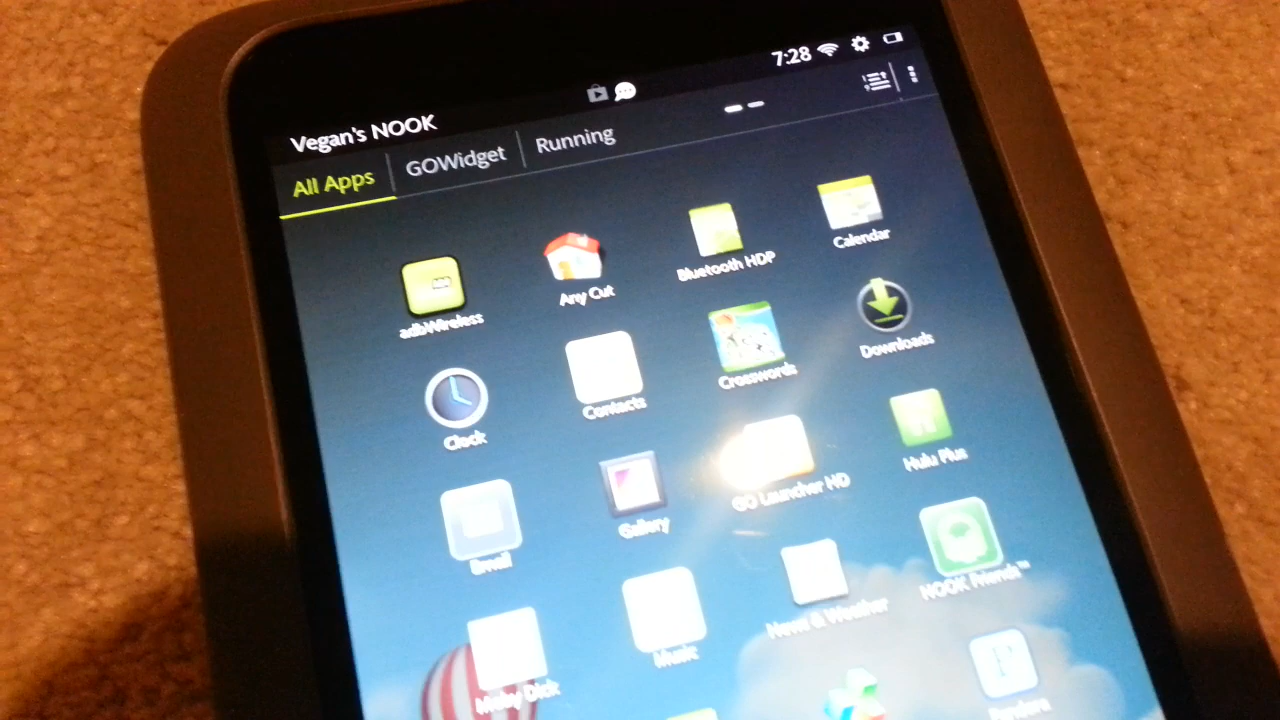 7:28
Vegan's NOOK
All Apps
GOWidget
Running
adbWireless
Any Cut
Bluetooth HDP
Calendar
Clock
Contacts
Crosswords
Downloads
Email
Gallery
GO Launcher HD
Hulu Plus
Moby Dick
Music
News & Weather
NOOK Friends™
Pandora